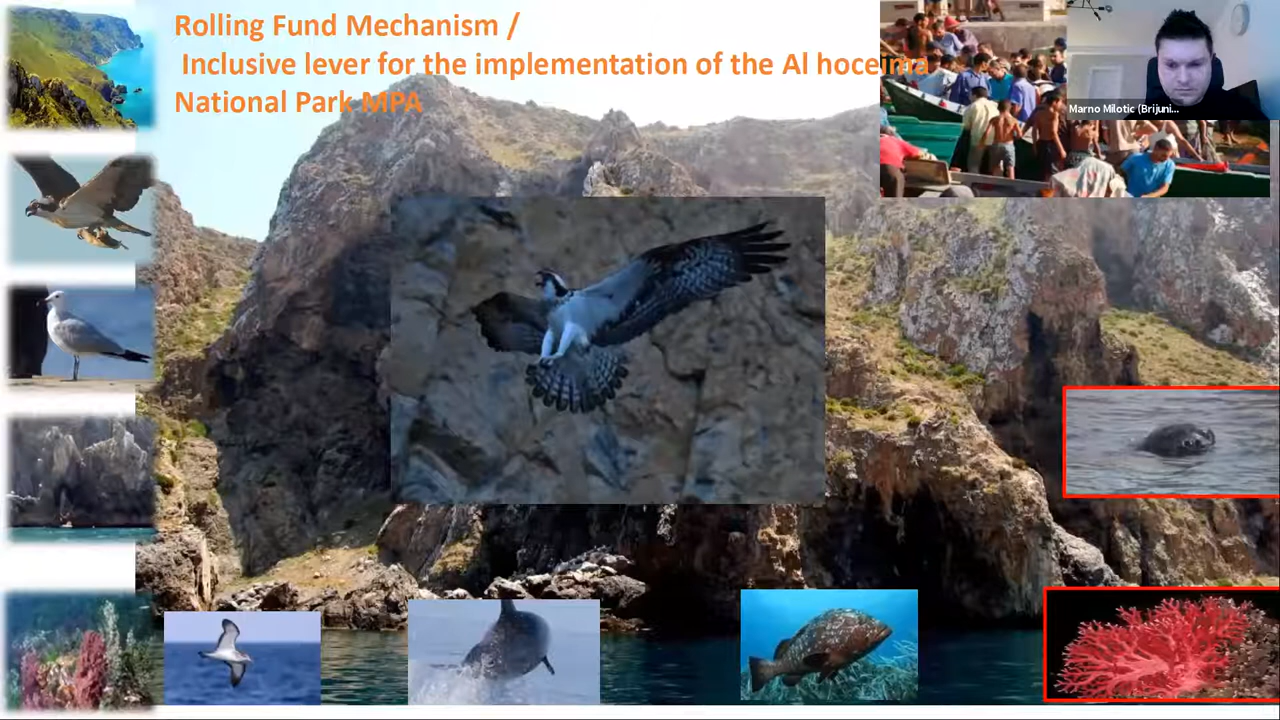 Rolling Fund Mechanism /
Inclusive lever for the implementation of the Al hoceima
National Park MPA
Marno Milotic (Brijuni...